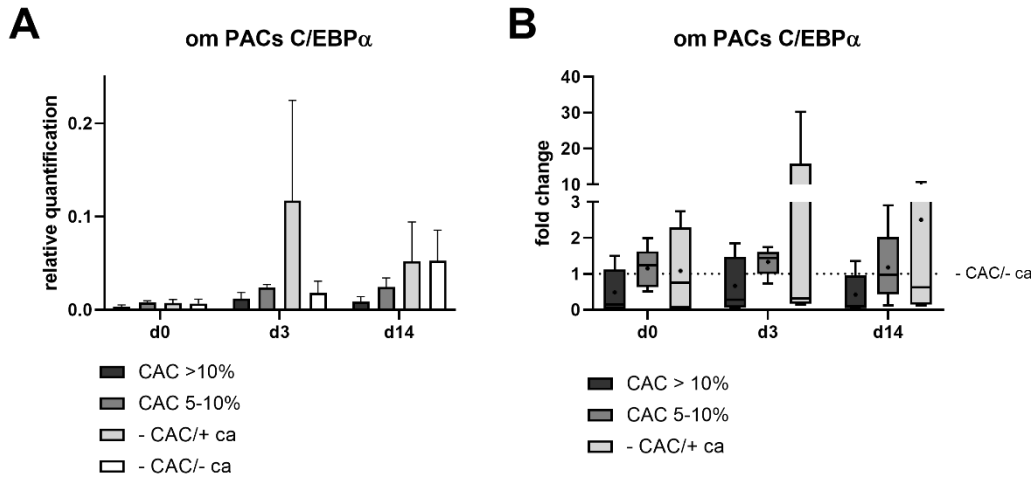 A
om PACs C/EBPα
relative quantification
0.2
0.1
0.0
d0 d3 d14
CAC >10%
CAC 5-10%
- CAC/+ ca
- CAC/- ca
B
om PACs C/EBPα
fold change
40
30
20
10
3
2
1
0
- CAC/- ca
d0 d3 d14
CAC > 10%
CAC 5-10%
- CAC/+ ca